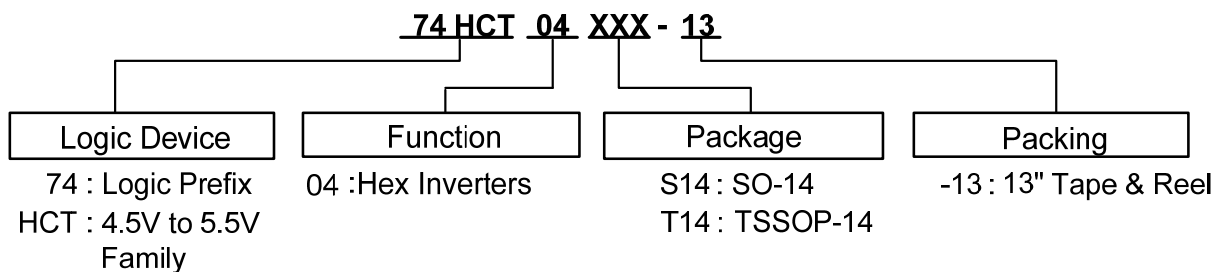 74 HCT 04 XXX - 13
Logic Device
74 : Logic Prefix
HCT : 4.5V to 5.5V
Family
Function
04 :Hex Inverters
Package
S14 : SO-14
T14 : TSSOP-14
Packing
-13 : 13" Tape & Reel